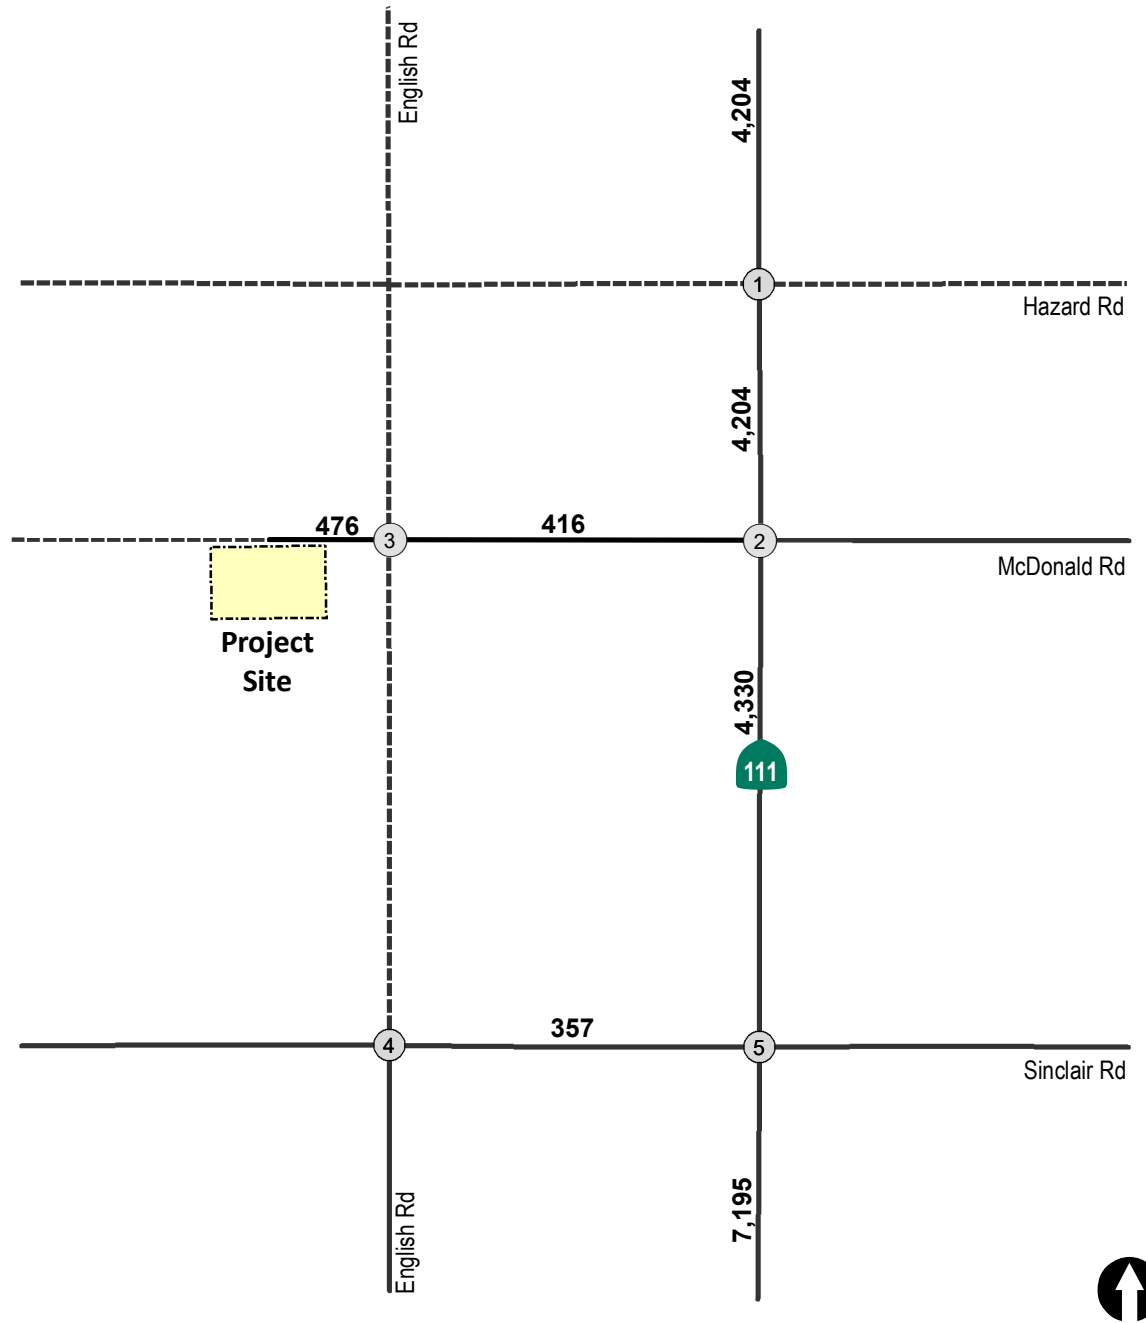 English Rd
4,204
1
Hazard Rd
4,204
476
3
416
2
McDonald Rd
Project
Site
4,330
111
4
357
5
Sinclair Rd
English Rd
7,195